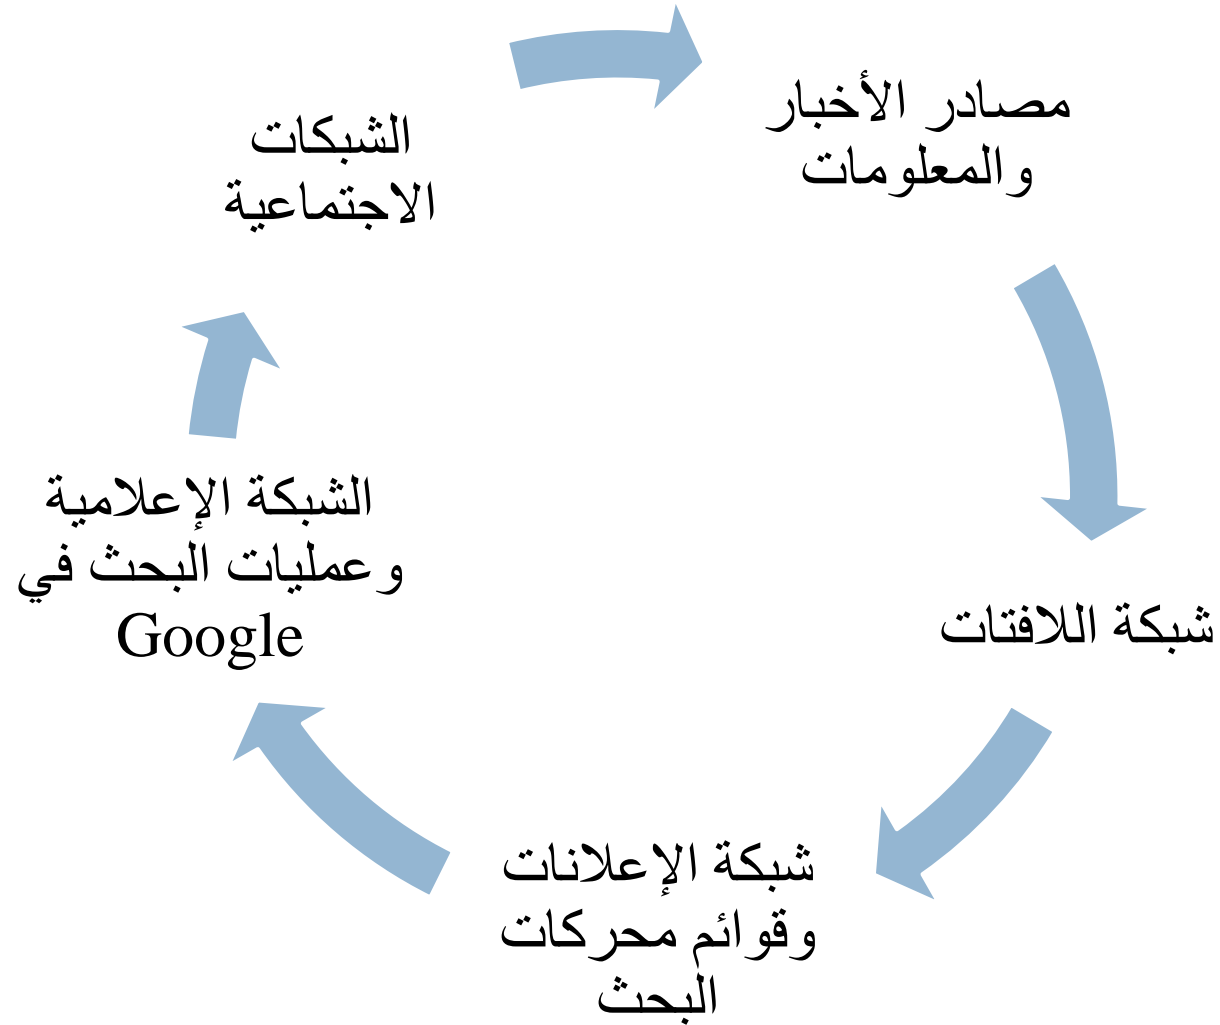 مصادر الأخبار
والمعلومات
شبكة اللافتات
شبكة الإعلانات
وقوائم محركات
البحث
الشبكة الإعلامية
وعمليات البحث في
Google
الشبكات
الاجتماعية